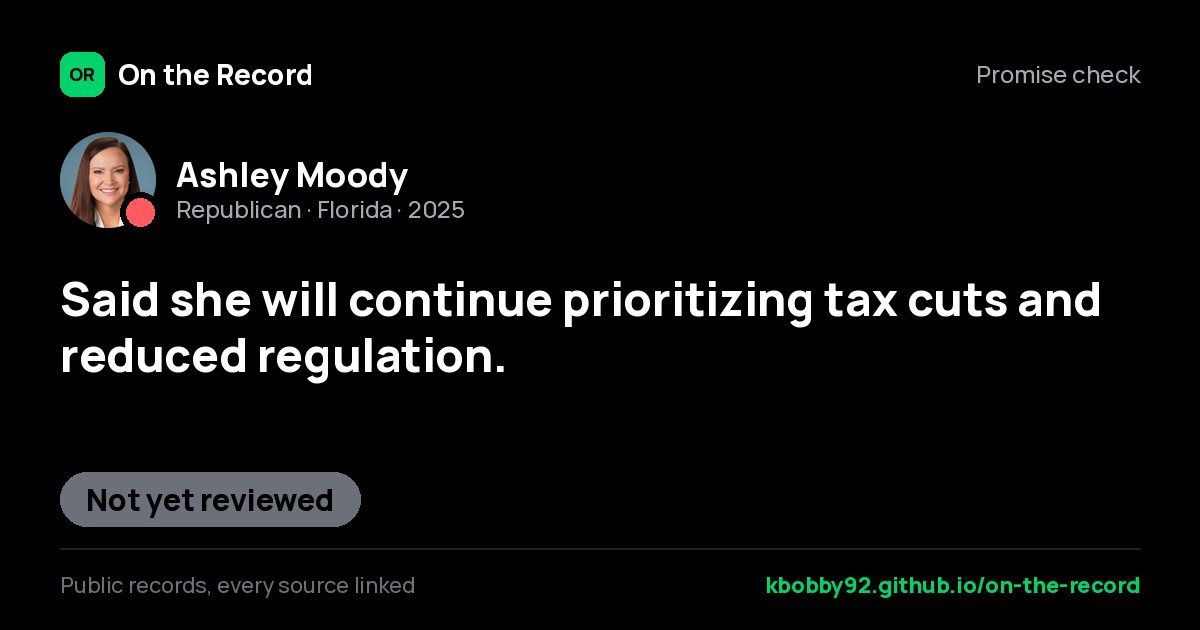 OR On the Record
Promise check
Ashley Moody
Republican · Florida · 2025
Said she will continue prioritizing tax cuts and
reduced regulation.
Not yet reviewed
Public records, every source linked
kbobby92.github.io/on-the-record